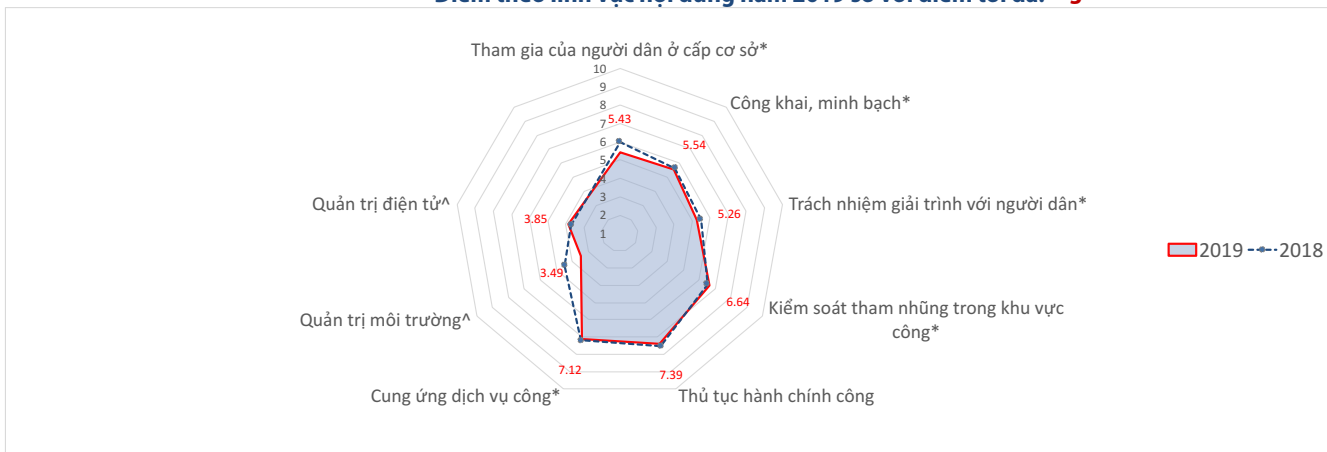 Tham gia của người dân ở cấp cơ sở*
10
9
8
7
6
5
4
3
2
1
5.43
Công khai, minh bạch*
5.54
Trách nhiệm giải trình với người dân*
5.26
Kiểm soát tham nhũng trong khu vực
công*
6.64
Thủ tục hành chính công
7.39
Cung ứng dịch vụ công*
7.12
Quản trị môi trường^
3.49
Quản trị điện tử^
3.85
2019
2018